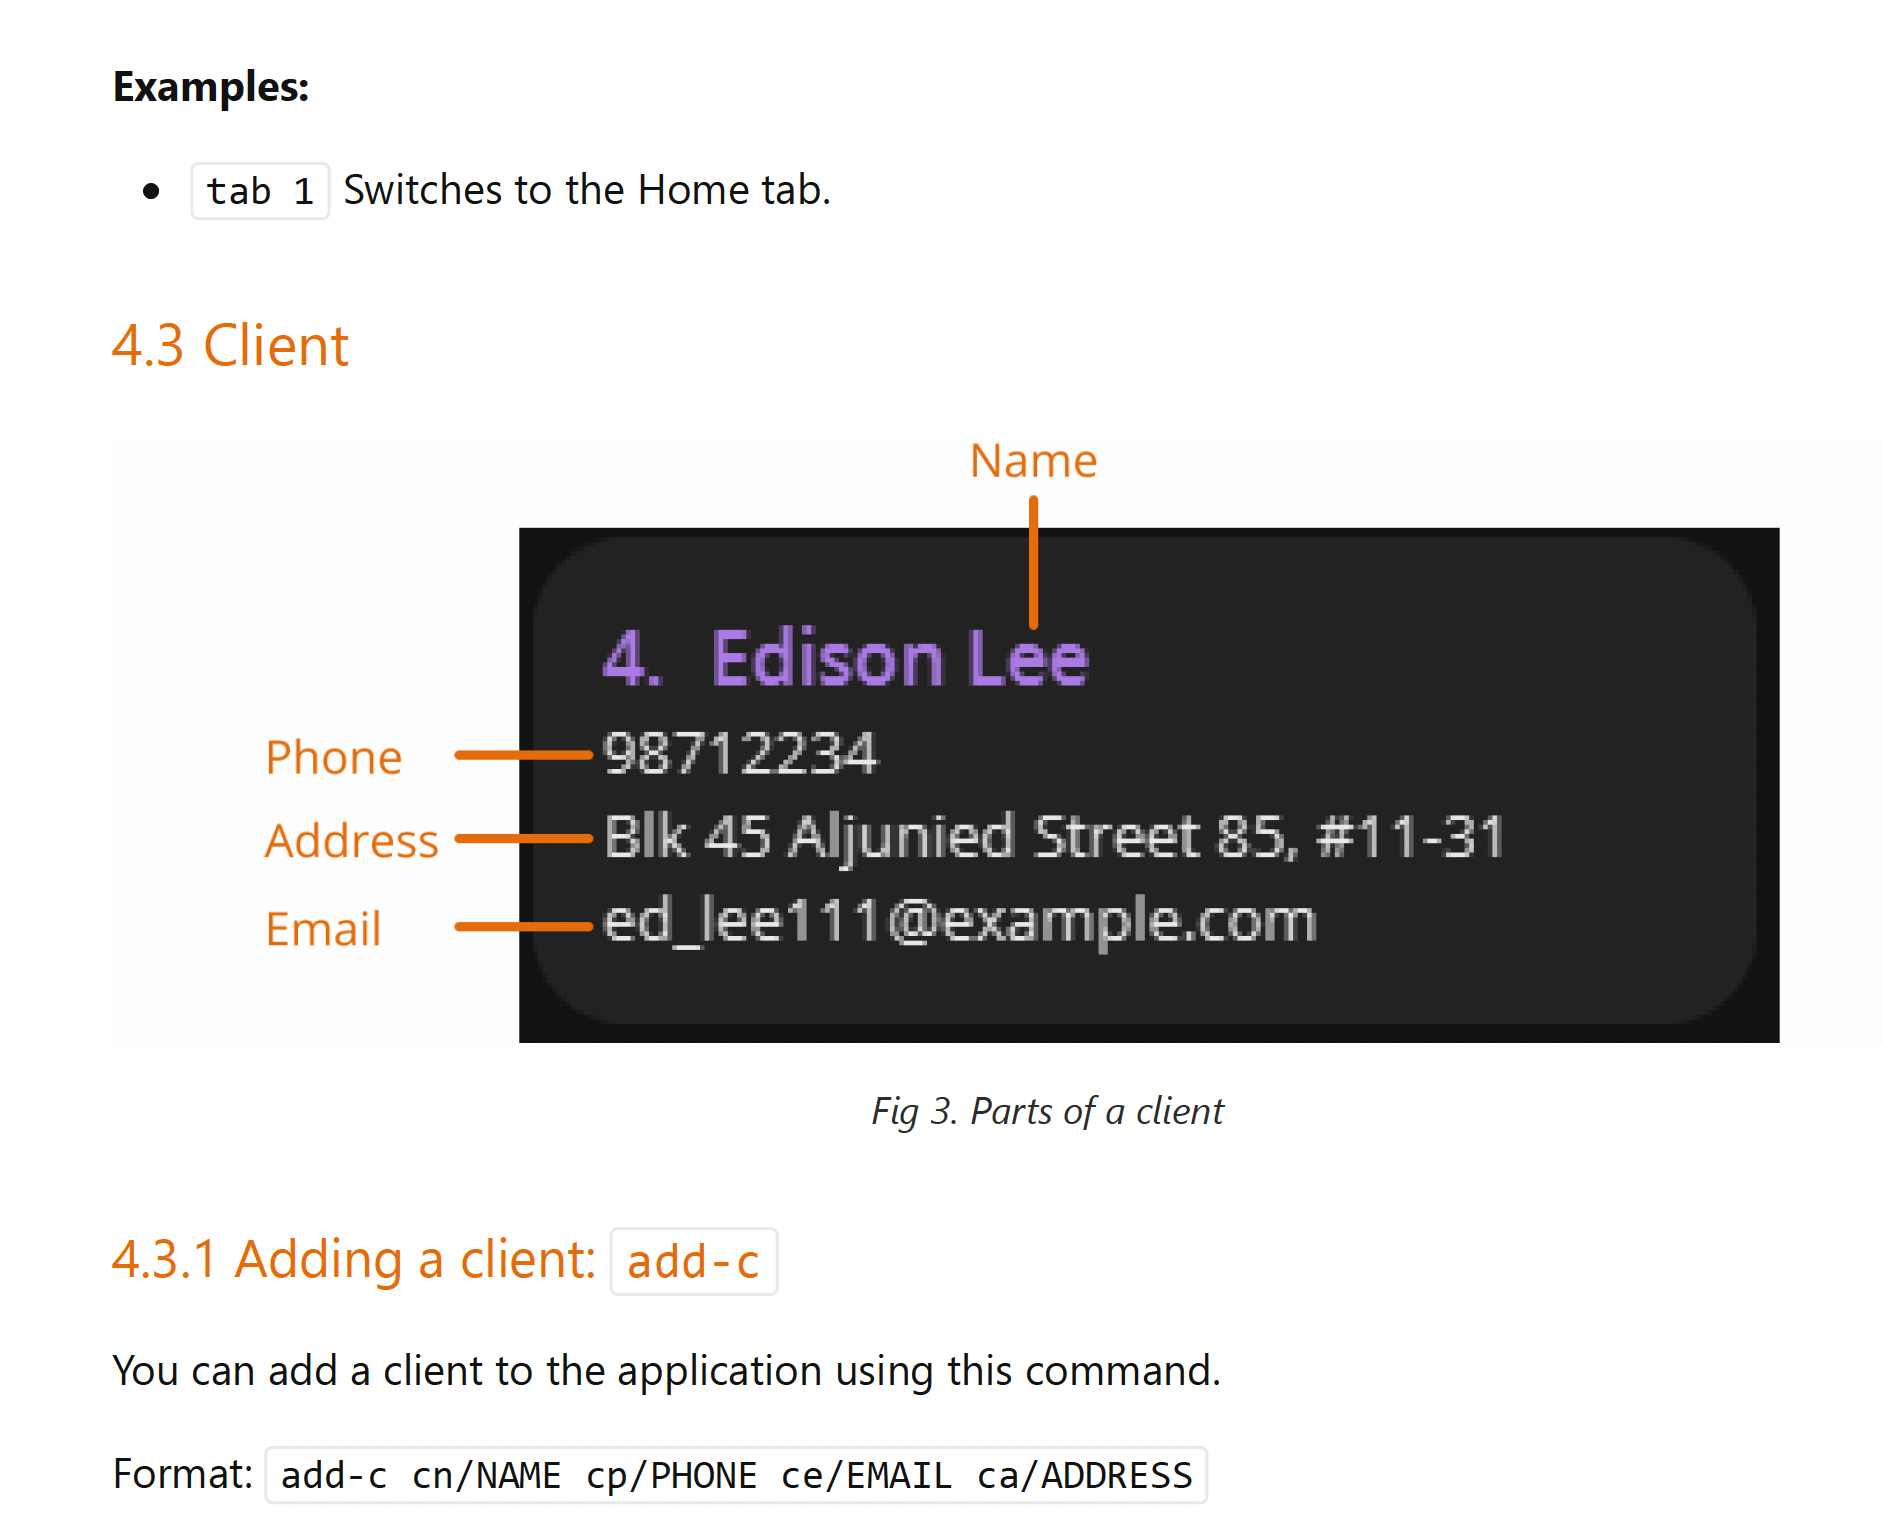 Examples:
tab 1 Switches to the Home tab.
4.3 Client
Name
4. Edison Lee
Phone 98712234
Address Blk 45 Aljunied Street 85, #11-31
Email ed_lee111@example.com
Fig 3. Parts of a client
4.3.1 Adding a client: add-c
You can add a client to the application using this command.
Format: add-c cn/NAME cp/PHONE ce/EMAIL ca/ADDRESS